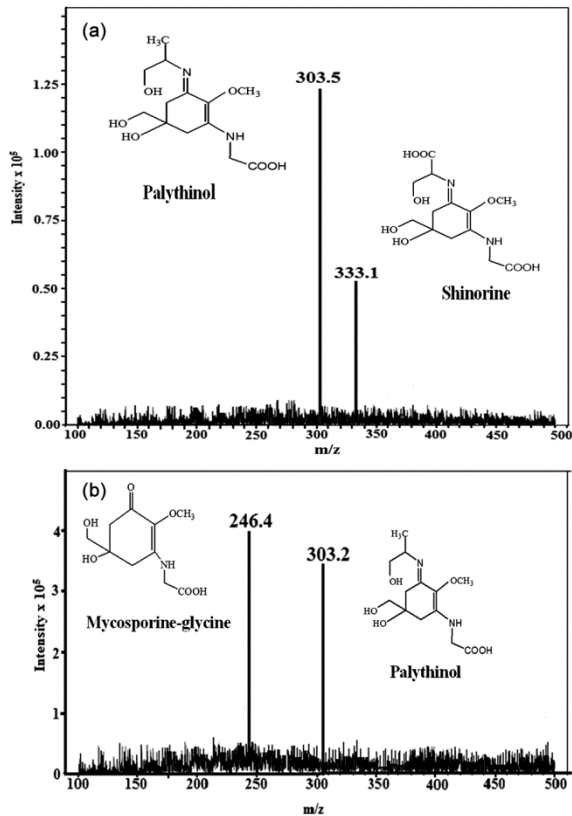 (a)
H₃C
OH
N
OCH₃
HO
HO
NH
COOH
Palythinol
303.5
HOOC
OH
N
OCH₃
HO
HO
NH
COOH
Shinorine
333.1
Intensity x 10⁵
1.25
1.00
0.75
0.50
0.25
0.00
100 150 200 250 300 350 400 450 500
m/z
(b)
O
OH
OCH₃
HO
NH
COOH
Mycosporine-glycine
246.4
303.2
H₃C
OH
N
OCH₃
HO
HO
NH
COOH
Palythinol
Intensity x 10⁵
4
3
2
1
0
100 150 200 250 300 350 400 450 500
m/z